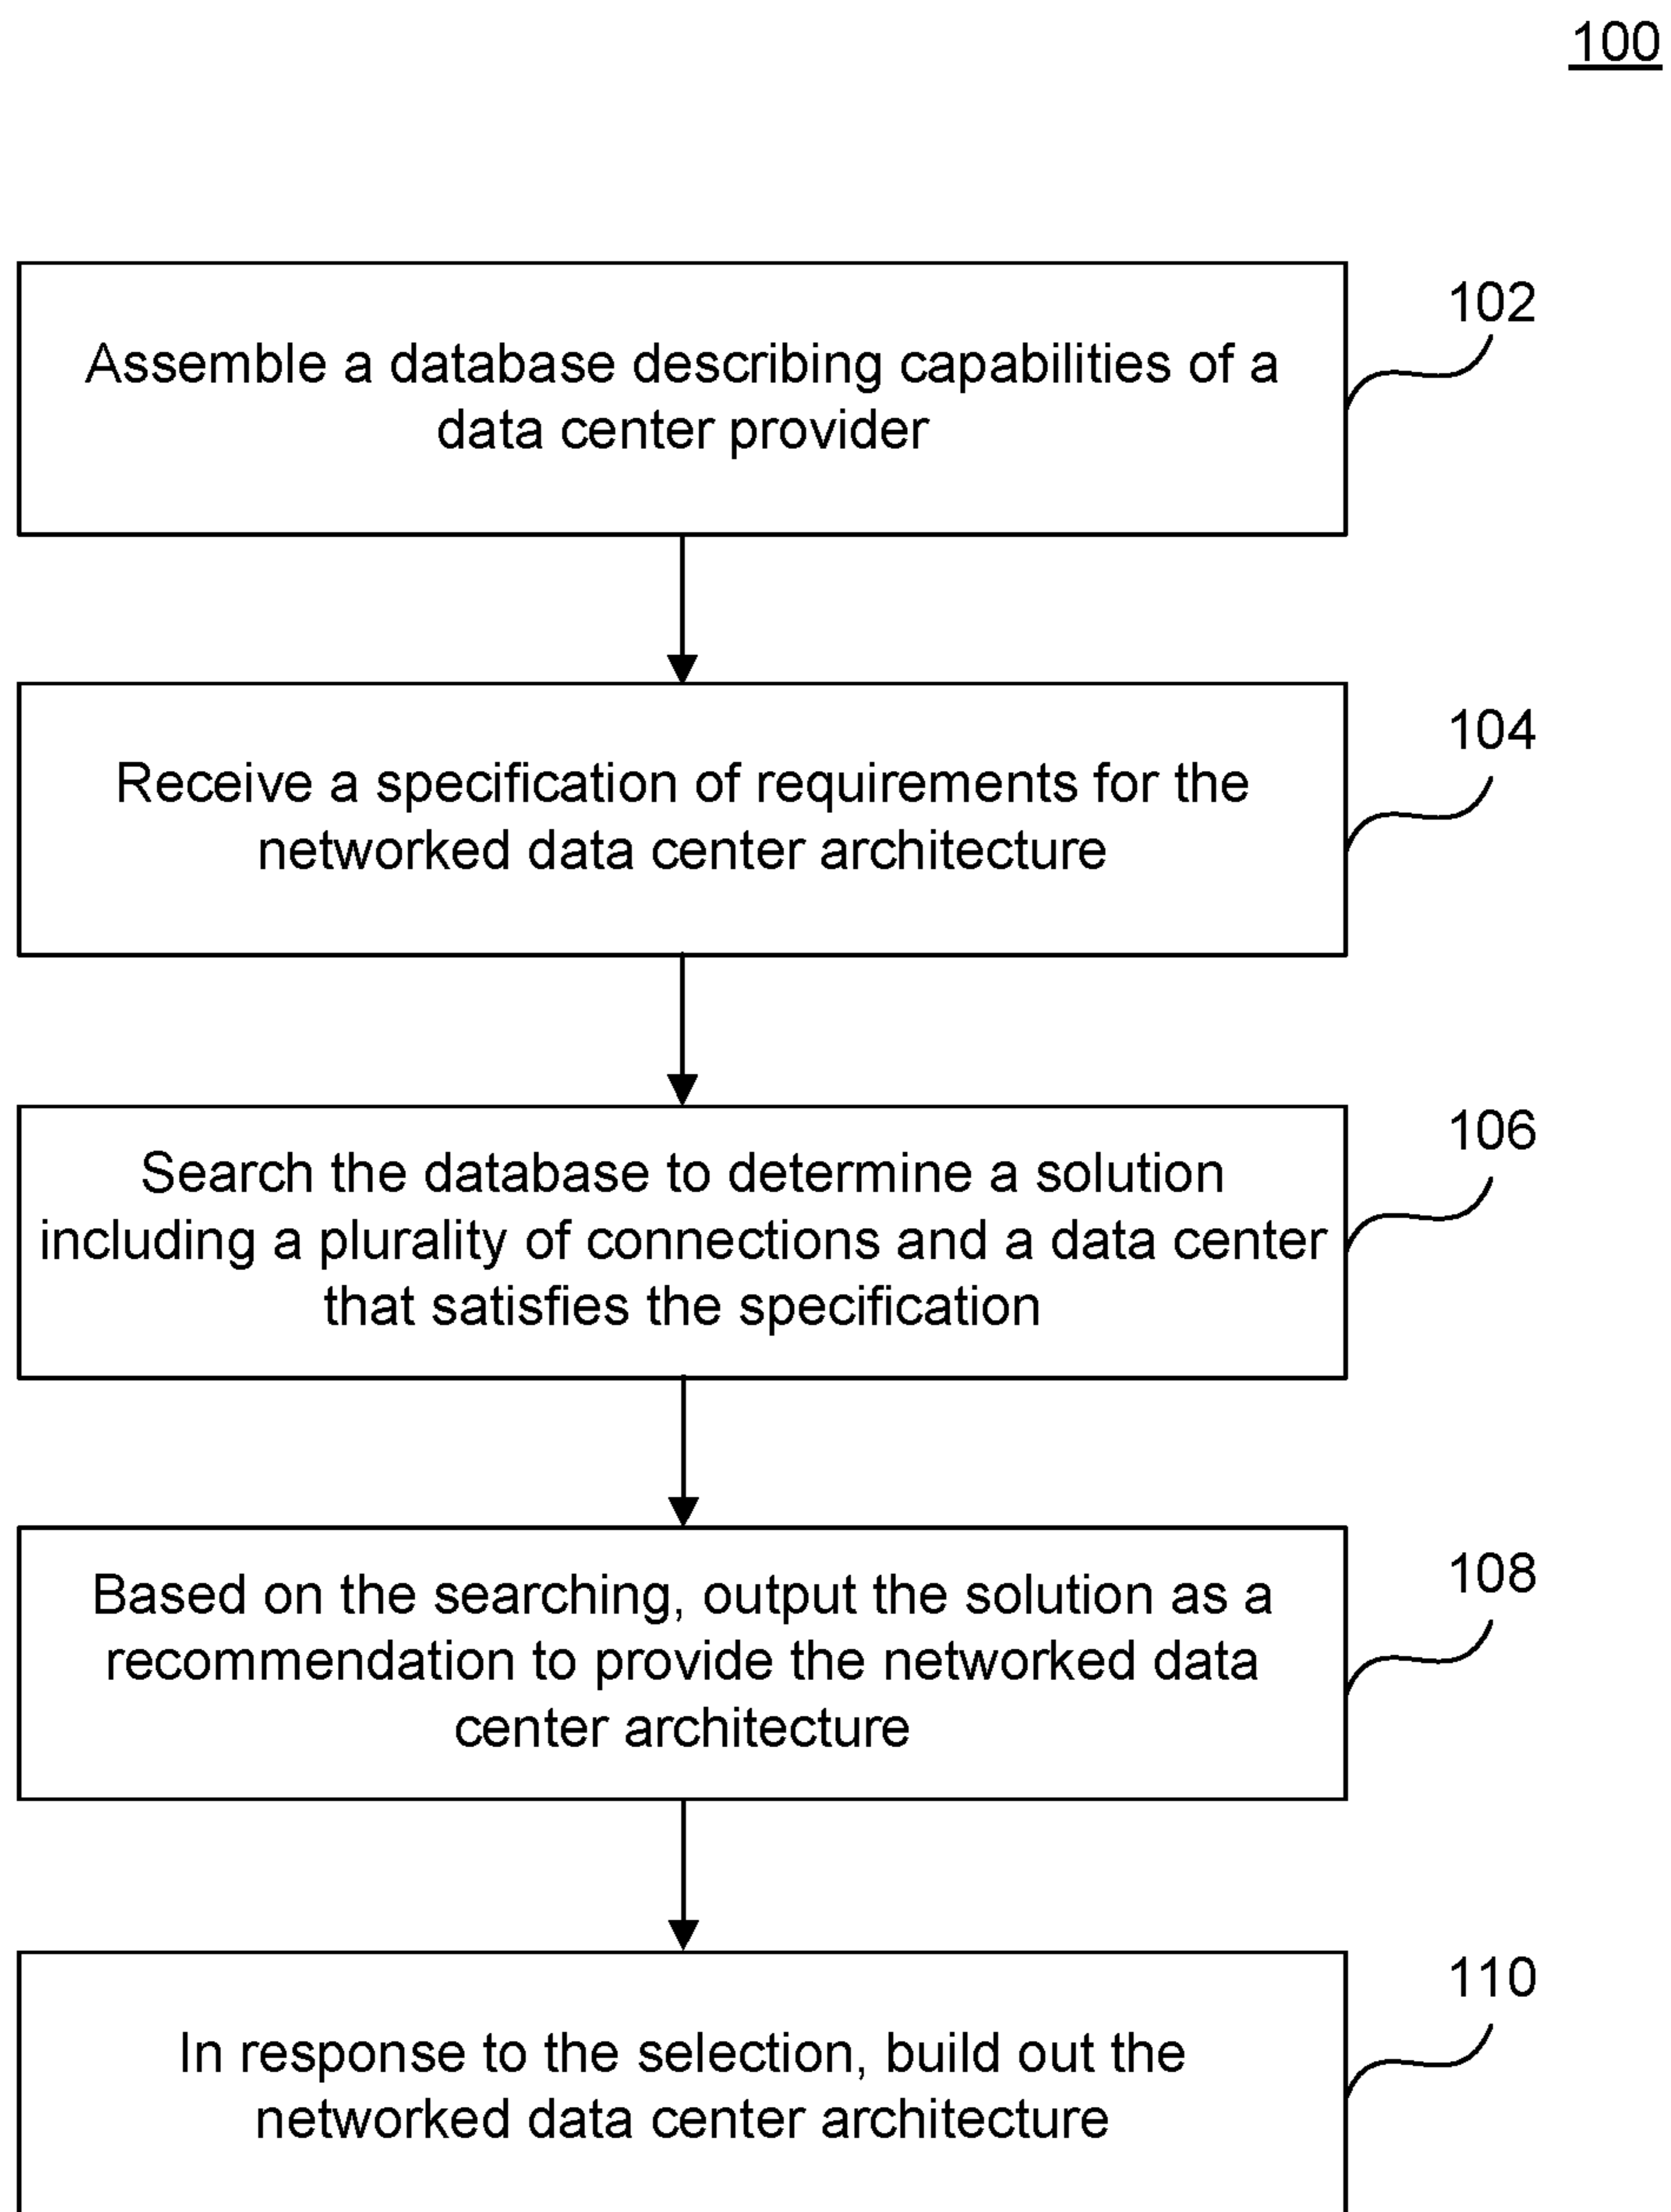 100
102
Assemble a database describing capabilities of a
data center provider
104
Receive a specification of requirements for the
networked data center architecture
106
Search the database to determine a solution
including a plurality of connections and a data center
that satisfies the specification
108
Based on the searching, output the solution as a
recommendation to provide the networked data
center architecture
110
In response to the selection, build out the
networked data center architecture